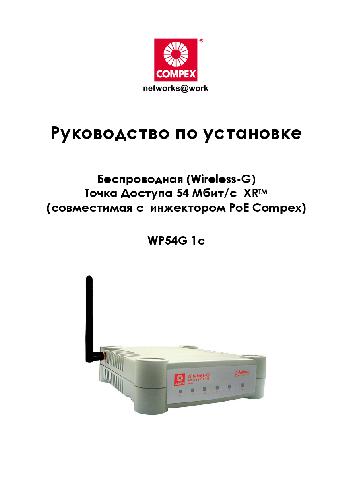 COMPEX
networks@work
Руководство по установке
Беспроводная (Wireless-G)
Точка Доступа 54 Мбит/с XR™
(совместимая с инжектором PoE Compex)
WP54G 1c